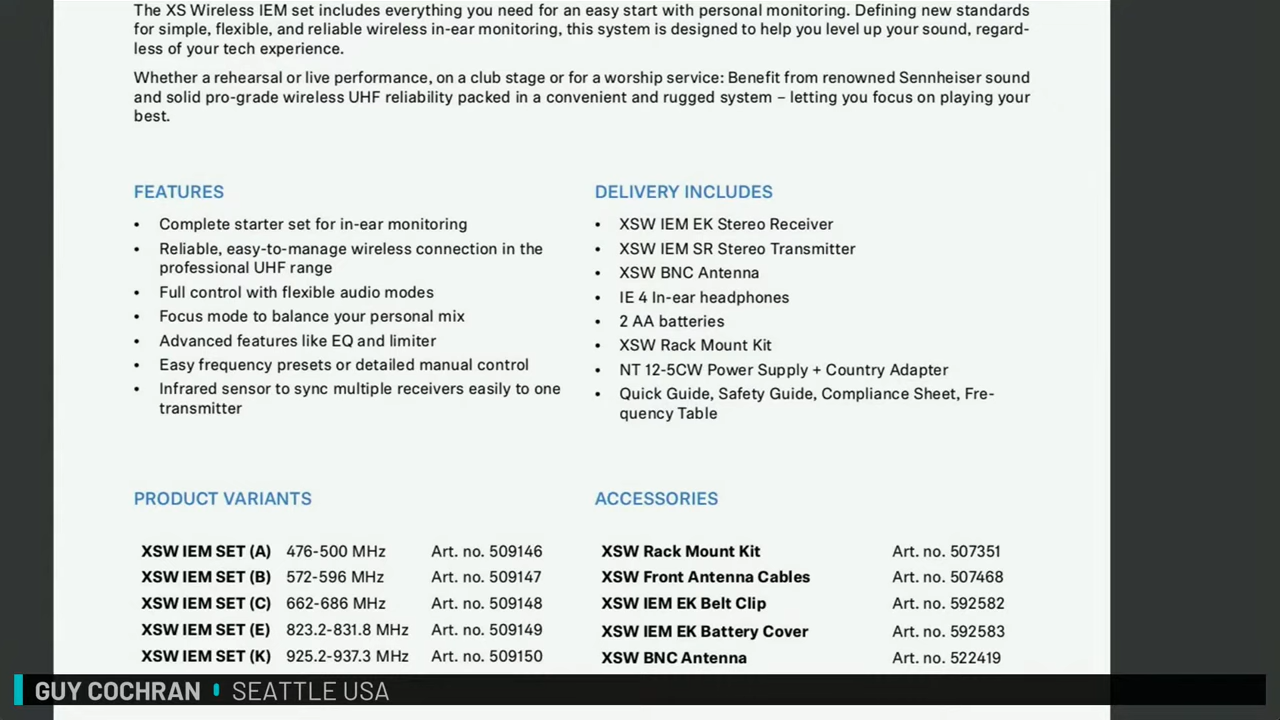 The XS Wireless IEM set includes everything you need for an easy start with personal monitoring. Defining new standards
for simple, flexible, and reliable wireless in-ear monitoring, this system is designed to help you level up your sound, regard-
less of your tech experience.
Whether a rehearsal or live performance, on a club stage or for a worship service: Benefit from renowned Sennheiser sound
and solid pro-grade wireless UHF reliability packed in a convenient and rugged system – letting you focus on playing your
best.
FEATURES
• Complete starter set for in-ear monitoring
• Reliable, easy-to-manage wireless connection in the
professional UHF range
• Full control with flexible audio modes
• Focus mode to balance your personal mix
• Advanced features like EQ and limiter
• Easy frequency presets or detailed manual control
• Infrared sensor to sync multiple receivers easily to one
transmitter
DELIVERY INCLUDES
• XSW IEM EK Stereo Receiver
• XSW IEM SR Stereo Transmitter
• XSW BNC Antenna
• IE 4 In-ear headphones
• 2 AA batteries
• XSW Rack Mount Kit
• NT 12-5CW Power Supply + Country Adapter
• Quick Guide, Safety Guide, Compliance Sheet, Fre-
quency Table
PRODUCT VARIANTS
XSW IEM SET (A) 476-500 MHz Art. no. 509146
XSW IEM SET (B) 572-596 MHz Art. no. 509147
XSW IEM SET (C) 662-686 MHz Art. no. 509148
XSW IEM SET (E) 823.2-831.8 MHz Art. no. 509149
XSW IEM SET (K) 925.2-937.3 MHz Art. no. 509150
ACCESSORIES
XSW Rack Mount Kit Art. no. 507351
XSW Front Antenna Cables Art. no. 507468
XSW IEM EK Belt Clip Art. no. 592582
XSW IEM EK Battery Cover Art. no. 592583
XSW BNC Antenna Art. no. 522419
GUY COCHRAN SEATTLE USA